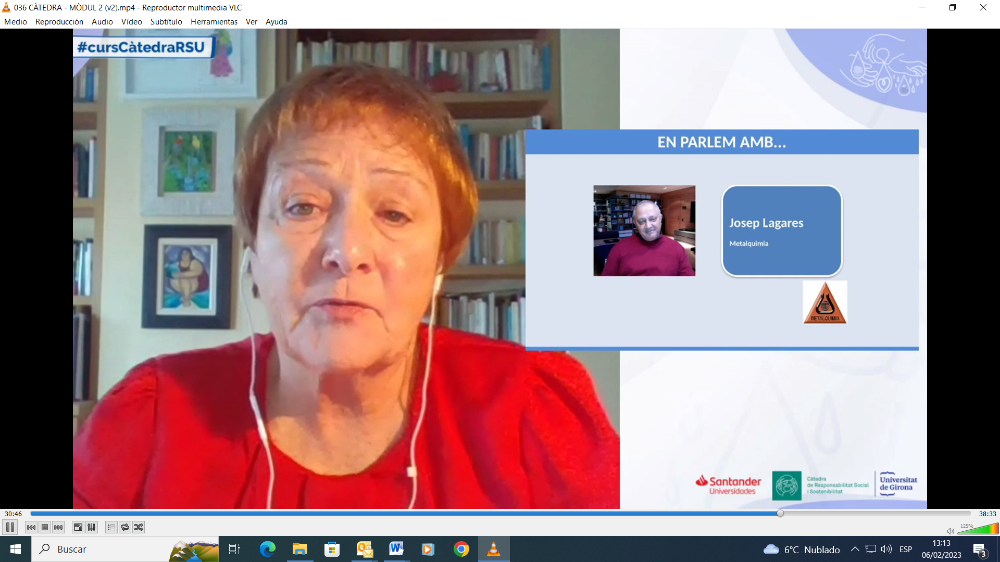 036 CÀTEDRA - MÒDUL 2 (v2).mp4 - Reproductor multimedia VLC
Medio Reproducción Audio Vídeo Subtítulo Herramientas Ver Ayuda
#cursCàtedraRSU
EN PARLEM AMB...
Josep Lagares
Metalquimia
METALQUIMIA
Santander
Universidades
Càtedra
de Responsabilitat Social
i Sostenibilitat
Universitat
de Girona
30:46
38:33
125%
Buscar
6°C Nublado
ESP
13:13
06/02/2023
3